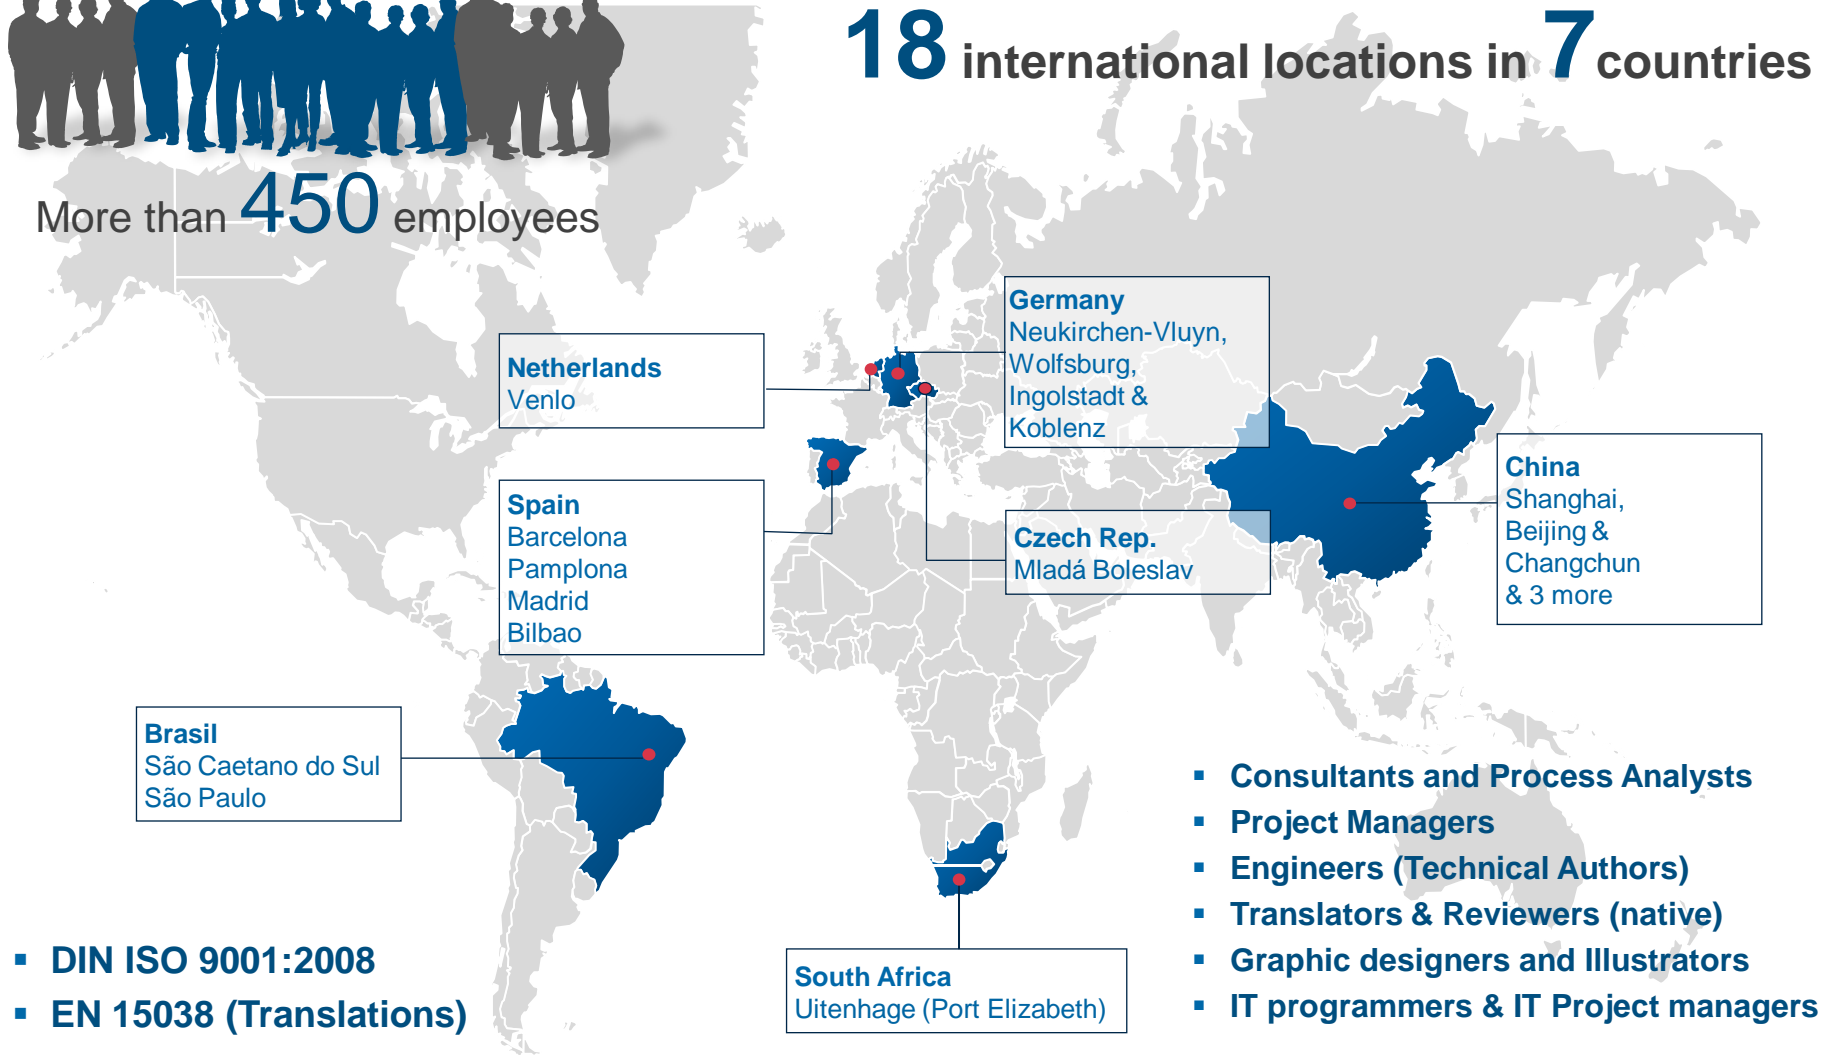 18 international locations in 7 countries
More than 450 employees
Germany
Neukirchen-Vluyn,
Wolfsburg,
Ingolstadt &
Koblenz
Netherlands
Venlo
Spain
Barcelona
Pamplona
Madrid
Bilbao
Czech Rep.
Mladá Boleslav
China
Shanghai,
Beijing &
Changchun
& 3 more
Brasil
São Caetano do Sul
São Paulo
South Africa
Uitenhage (Port Elizabeth)
▪ DIN ISO 9001:2008
▪ EN 15038 (Translations)
▪ Consultants and Process Analysts
▪ Project Managers
▪ Engineers (Technical Authors)
▪ Translators & Reviewers (native)
▪ Graphic designers and Illustrators
▪ IT programmers & IT Project managers